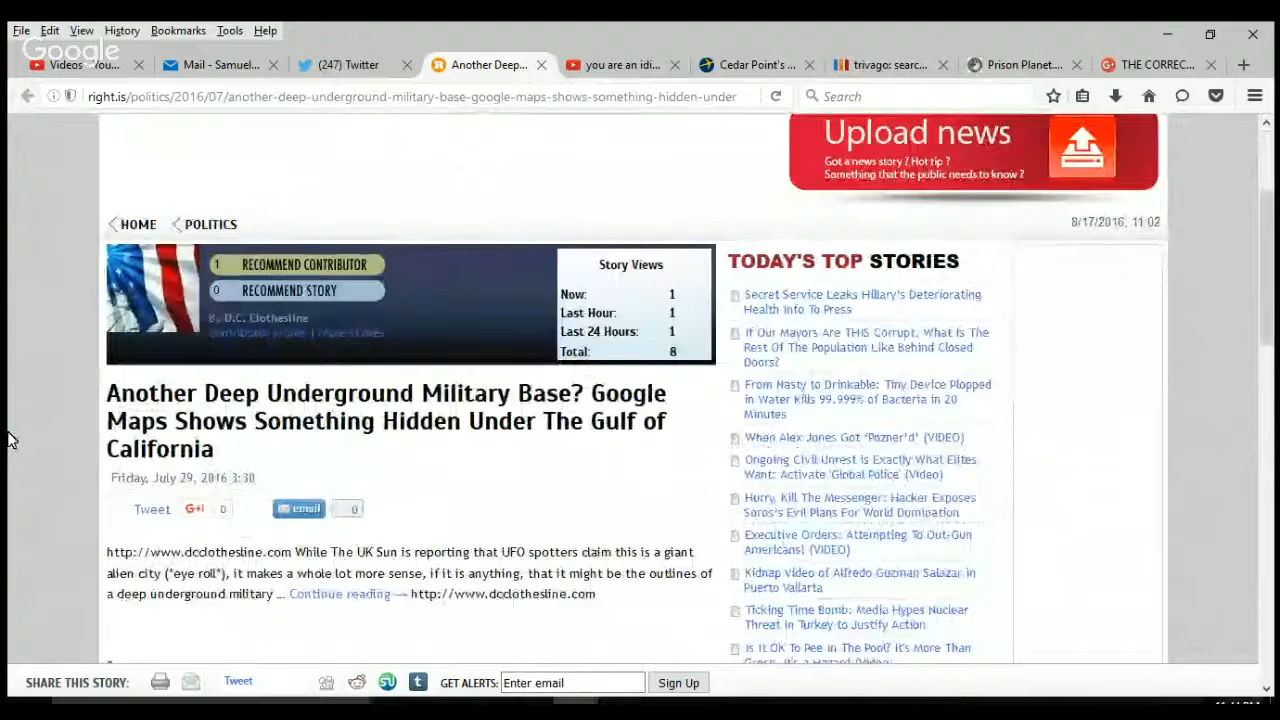 File Edit View History Bookmarks Tools Help
Google
Videos - You... Mail - Samuel... (247) Twitter Another Deep... you are an idi... Cedar Point's ... trivago: searc... Prison Planet.... THE CORREC...
right.is/politics/2016/07/another-deep-underground-military-base-google-maps-shows-something-hidden-under
Search
Upload news
Got a news story ? Hot tip ?
Something that the public needs to know ?
HOME POLITICS
8/17/2016, 11:02
1 RECOMMEND CONTRIBUTOR
0 RECOMMEND STORY
By D.C. Clothesline
Story Views
Now: 1
Last Hour: 1
Last 24 Hours: 1
Total: 8
Another Deep Underground Military Base? Google
Maps Shows Something Hidden Under The Gulf of
California
Friday, July 29, 2016 3:30
Tweet G+1 0 email 0
http://www.dcclothesline.com While The UK Sun is reporting that UFO spotters claim this is a giant
alien city (*eye roll*), it makes a whole lot more sense, if it is anything, that it might be the outlines of
a deep underground military ... Continue reading → http://www.dcclothesline.com
TODAY'S TOP STORIES
Secret Service Leaks Hillary's Deteriorating
Health Info To Press
If Our Mayors Are THIS Corrupt, What Is The
Rest Of The Population Like Behind Closed
Doors?
From Nasty to Drinkable: Tiny Device Plopped
in Water Kills 99.999% of Bacteria in 20
Minutes
When Alex Jones Got 'Pozner'd' (VIDEO)
Ongoing Civil Unrest is Exactly What Elites
Want: Activate 'Global Police' (Video)
Hurry, Kill The Messenger: Hacker Exposes
Soros's Evil Plans For World Domination
Executive Orders: Attempting To Out-Gun
Americans! (VIDEO)
Kidnap Video of Alfredo Guzman Salazar in
Puerto Vallarta
Ticking Time Bomb: Media Hypes Nuclear
Threat in Turkey to Justify Action
Is It OK To Pee In The Pool? It's More Than
Gross, It's a Hazard (Video)
SHARE THIS STORY: Tweet GET ALERTS: Enter email Sign Up